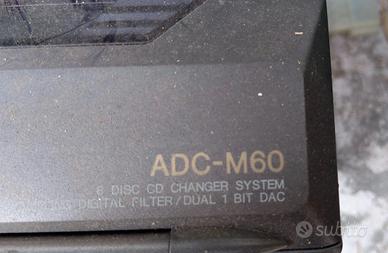 ADC-M60
6 DISC CD CHANGER SYSTEM
DIGITAL FILTER/DUAL 1 BIT DAC
subito